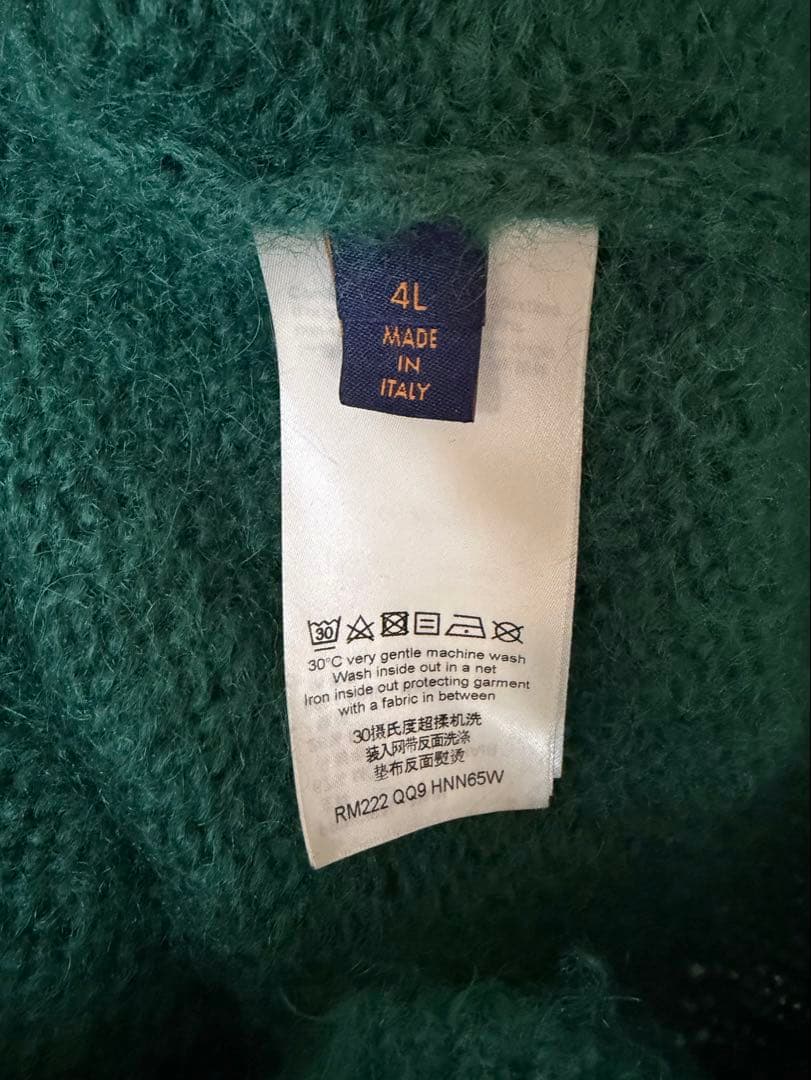 4L
MADE
IN
ITALY
30
30°C very gentle machine wash
Wash inside out in a net
Iron inside out protecting garment
with a fabric in between
30摄氏度超揉机洗
装入网带反面洗涤
垫布反面熨烫
RM222 QQ9 HNN65W